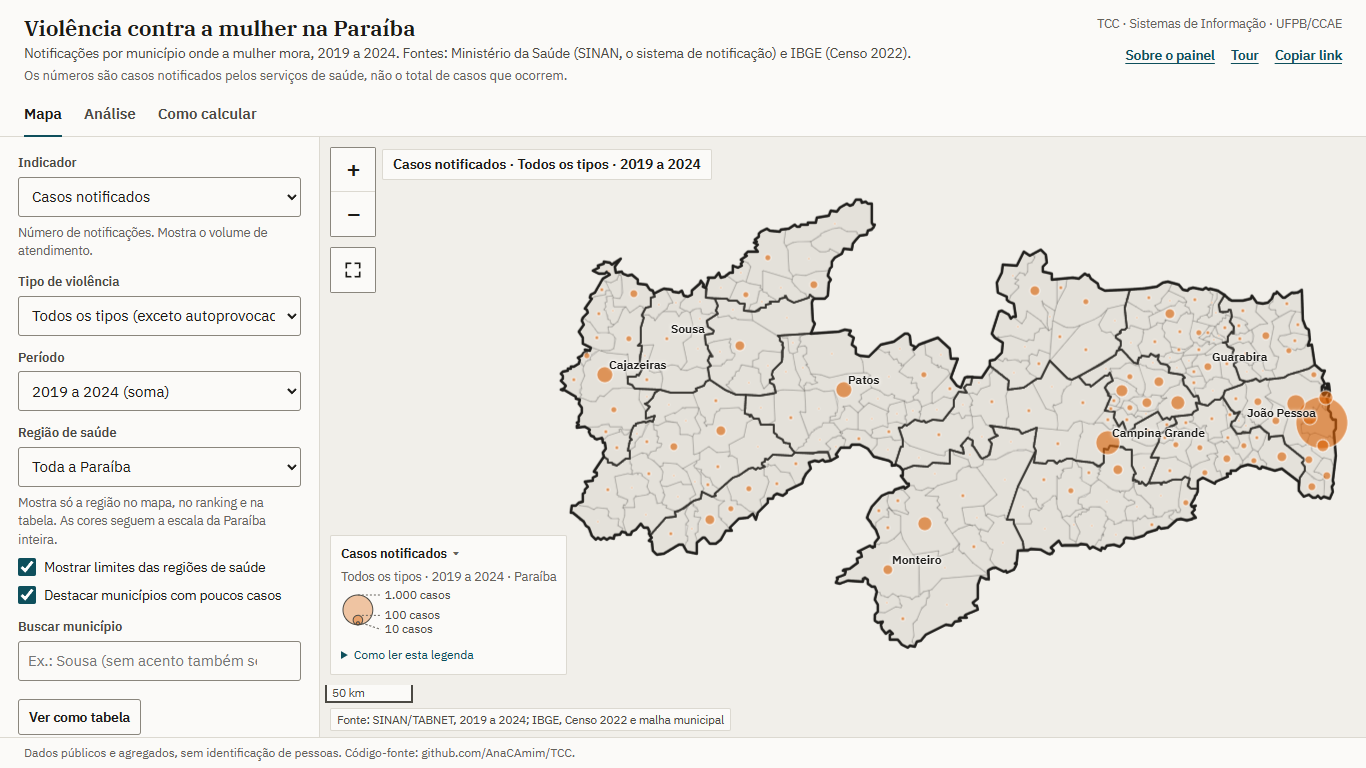 Violência contra a mulher na Paraíba
Notificações por município onde a mulher mora, 2019 a 2024. Fontes: Ministério da Saúde (SINAN, o sistema de notificação) e IBGE (Censo 2022).
Os números são casos notificados pelos serviços de saúde, não o total de casos que ocorrem.
TCC · Sistemas de Informação · UFPB/CCAE
Sobre o painel
Tour
Copiar link
Mapa
Análise
Como calcular
Indicador
Casos notificados
Número de notificações. Mostra o volume de
atendimento.
Tipo de violência
Todos os tipos (exceto autoprovocac
Período
2019 a 2024 (soma)
Região de saúde
Toda a Paraíba
Mostra só a região no mapa, no ranking e na
tabela. As cores seguem a escala da Paraíba
inteira.
Mostrar limites das regiões de saúde
Destacar municípios com poucos casos
Buscar município
Ex.: Sousa (sem acento também se
Ver como tabela
+
−
Casos notificados · Todos os tipos · 2019 a 2024
Sousa
Cajazeiras
Patos
Guarabira
João Pessoa
Campina Grande
Monteiro
Casos notificados
Todos os tipos · 2019 a 2024 · Paraíba
1.000 casos
100 casos
10 casos
Como ler esta legenda
50 km
Fonte: SINAN/TABNET, 2019 a 2024; IBGE, Censo 2022 e malha municipal
Dados públicos e agregados, sem identificação de pessoas. Código-fonte: github.com/AnaCAmim/TCC.